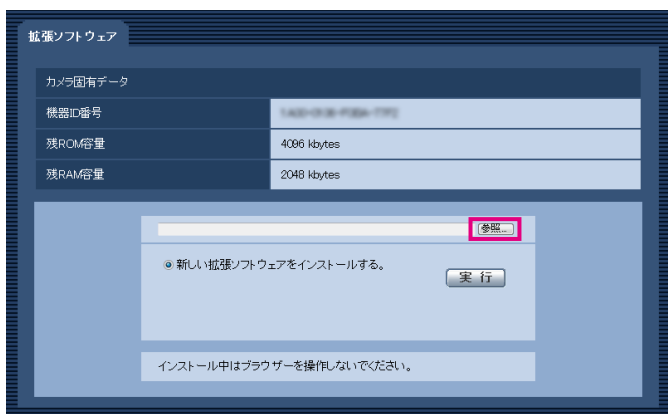 拡張ソフトウェア
カメラ固有データ
機器ID番号
残ROM容量 4096 kbytes
残RAM容量 2048 kbytes
参照...
新しい拡張ソフトウェアをインストールする。
実 行
インストール中はブラウザーを操作しないでください。